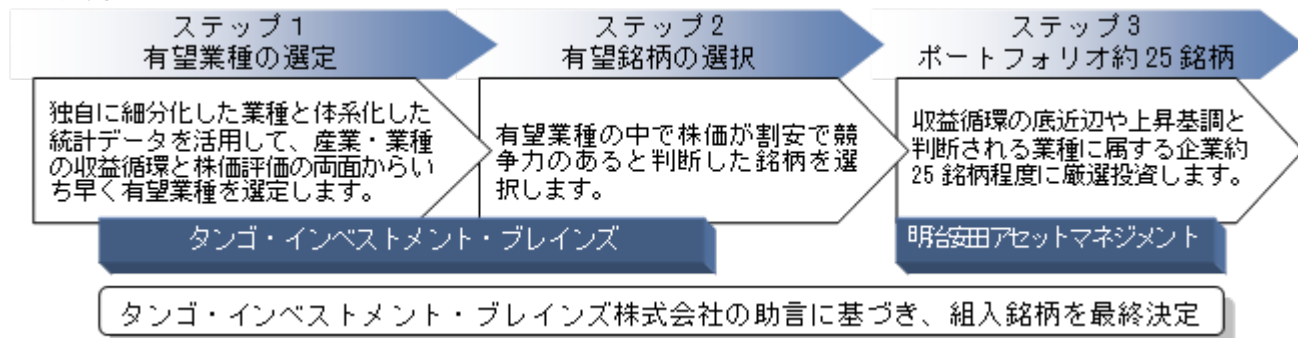 ステップ1
有望業種の選定
ステップ2
有望銘柄の選択
ステップ3
ポートフォリオ約25銘柄
独自に細分化した業種と体系化した
統計データを活用して、産業・業種
の収益循環と株価評価の両面からい
ち早く有望業種を選定します。
有望業種の中で株価が割安で競
争力のあると判断した銘柄を選
択します。
収益循環の底近辺や上昇基調と
判断される業種に属する企業約
25銘柄程度に厳選投資します。
タンゴ・インベストメント・ブレインズ
明治安田アセットマネジメント
タンゴ・インベストメント・ブレインズ株式会社の助言に基づき、組入銘柄を最終決定